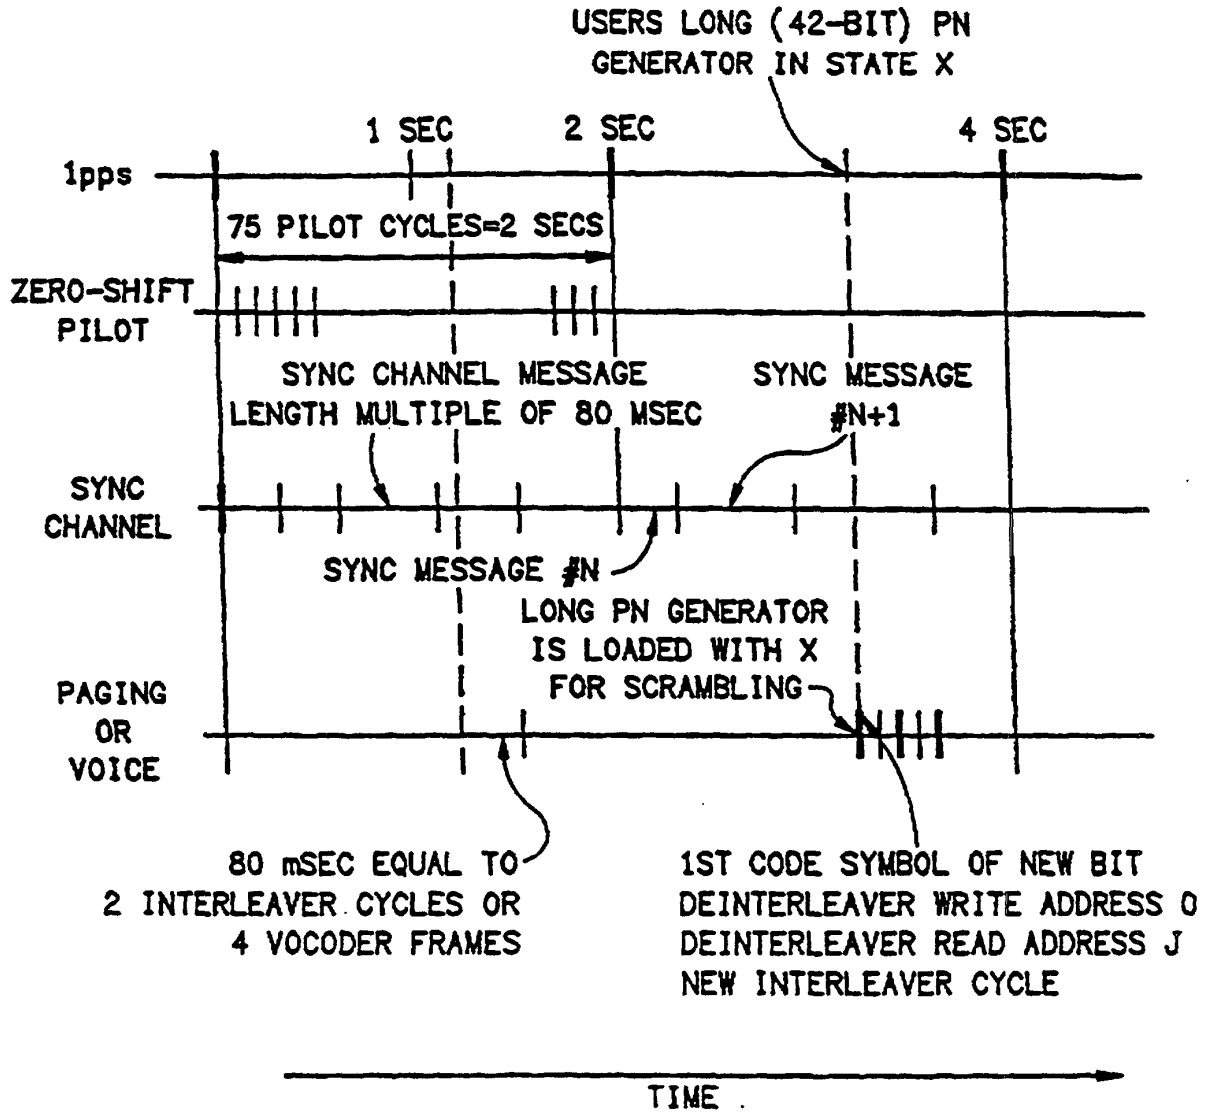 USERS LONG (42-BIT) PN
GENERATOR IN STATE X
1 SEC
2 SEC
4 SEC
1pps
75 PILOT CYCLES=2 SECS
ZERO-SHIFT
PILOT
SYNC CHANNEL MESSAGE
LENGTH MULTIPLE OF 80 MSEC
SYNC MESSAGE
#N+1
SYNC
CHANNEL
SYNC MESSAGE #N
LONG PN GENERATOR
IS LOADED WITH X
FOR SCRAMBLING
PAGING
OR
VOICE
80 mSEC EQUAL TO
2 INTERLEAVER CYCLES OR
4 VOCODER FRAMES
1ST CODE SYMBOL OF NEW BIT
DEINTERLEAVER WRITE ADDRESS 0
DEINTERLEAVER READ ADDRESS J
NEW INTERLEAVER CYCLE
TIME